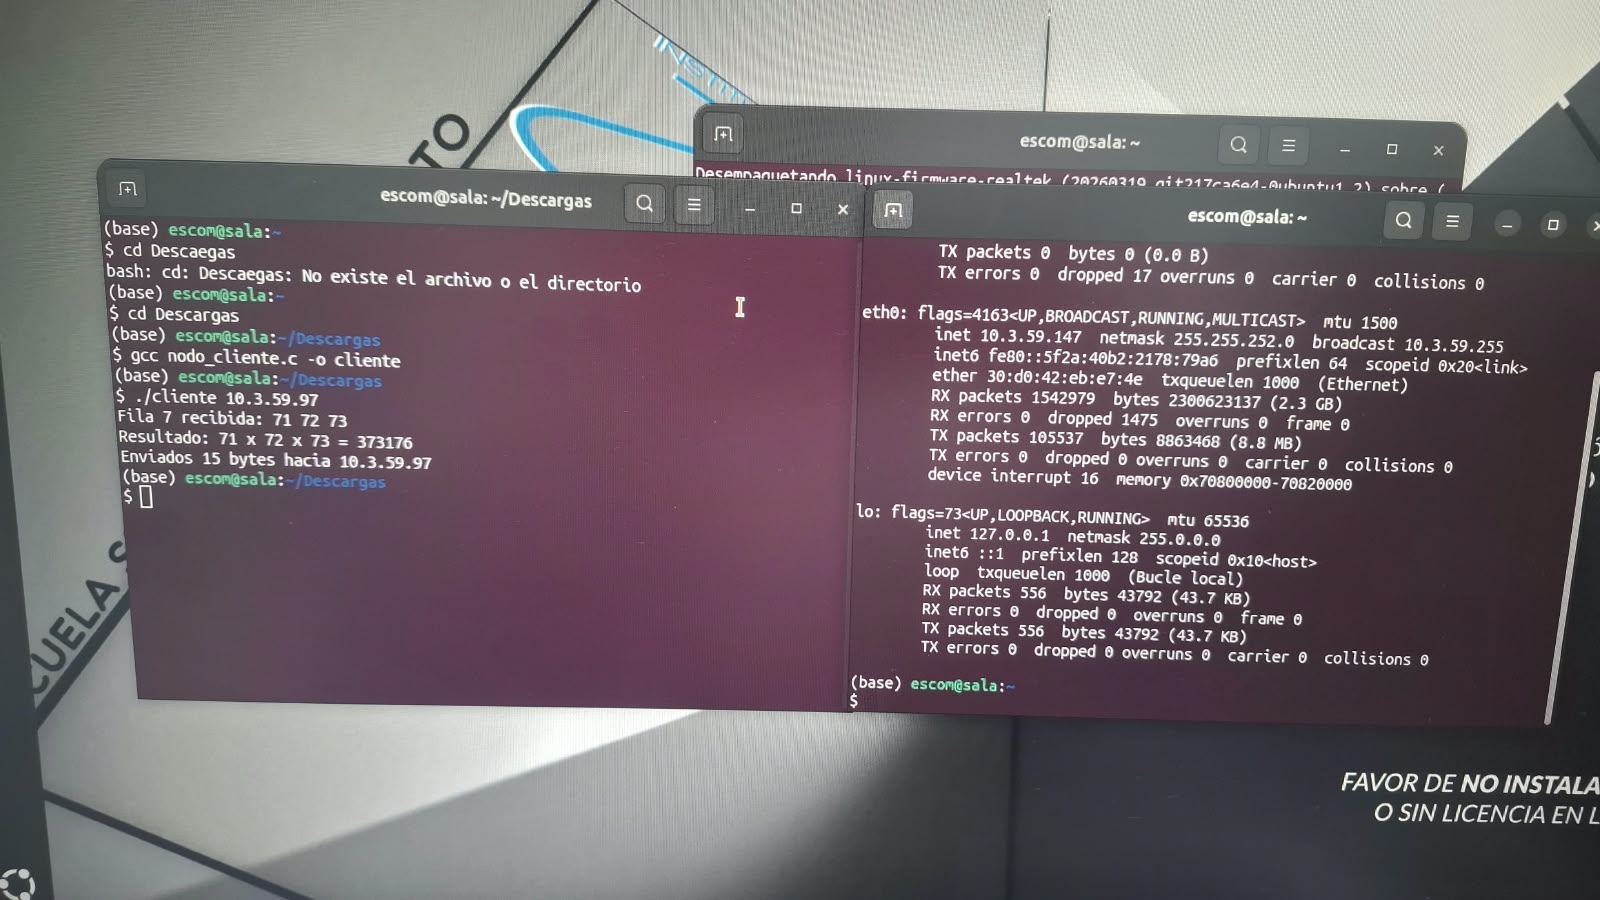 INSTIT
TO
CUELA S
escom@sala: ~
Desempaquetando linux-firmware-realtek (20260319.git217ca6e4-0ubuntu1.2) sobre (
escom@sala: ~/Descargas
(base) escom@sala:~
$ cd Descaegas
bash: cd: Descaegas: No existe el archivo o el directorio
(base) escom@sala:~
$ cd Descargas
(base) escom@sala:~/Descargas
$ gcc nodo_cliente.c -o cliente
(base) escom@sala:~/Descargas
$ ./cliente 10.3.59.97
Fila 7 recibida: 71 72 73
Resultado: 71 x 72 x 73 = 373176
Enviados 15 bytes hacia 10.3.59.97
(base) escom@sala:~/Descargas
$
escom@sala: ~
TX packets 0  bytes 0 (0.0 B)
TX errors 0  dropped 17 overruns 0  carrier 0  collisions 0
eth0: flags=4163<UP,BROADCAST,RUNNING,MULTICAST>  mtu 1500
inet 10.3.59.147  netmask 255.255.252.0  broadcast 10.3.59.255
inet6 fe80::5f2a:40b2:2178:79a6  prefixlen 64  scopeid 0x20<link>
ether 30:d0:42:eb:e7:4e  txqueuelen 1000  (Ethernet)
RX packets 1542979  bytes 2300623137 (2.3 GB)
RX errors 0  dropped 1475  overruns 0  frame 0
TX packets 105537  bytes 8863468 (8.8 MB)
TX errors 0  dropped 0 overruns 0  carrier 0  collisions 0
device interrupt 16  memory 0x70800000-70820000
lo: flags=73<UP,LOOPBACK,RUNNING>  mtu 65536
inet 127.0.0.1  netmask 255.0.0.0
inet6 ::1  prefixlen 128  scopeid 0x10<host>
loop  txqueuelen 1000  (Bucle local)
RX packets 556  bytes 43792 (43.7 KB)
RX errors 0  dropped 0  overruns 0  frame 0
TX packets 556  bytes 43792 (43.7 KB)
TX errors 0  dropped 0 overruns 0  carrier 0  collisions 0
(base) escom@sala:~
$
FAVOR DE NO INSTALA
O SIN LICENCIA EN L